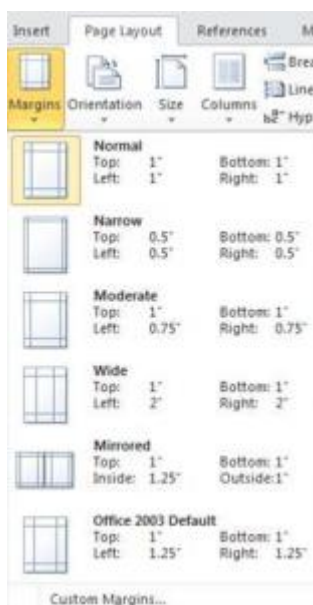 Insert Page Layout References M
Margins Orientation Size Columns
Brea
Line
Hyp
Normal
Top: 1" Bottom: 1"
Left: 1" Right: 1"
Narrow
Top: 0.5" Bottom: 0.5"
Left: 0.5" Right: 0.5"
Moderate
Top: 1" Bottom: 1"
Left: 0.75" Right: 0.75"
Wide
Top: 1" Bottom: 1"
Left: 2" Right: 2"
Mirrored
Top: 1" Bottom: 1"
Inside: 1.25" Outside: 1"
Office 2003 Default
Top: 1" Bottom: 1"
Left: 1.25" Right: 1.25"
Custom Margins...